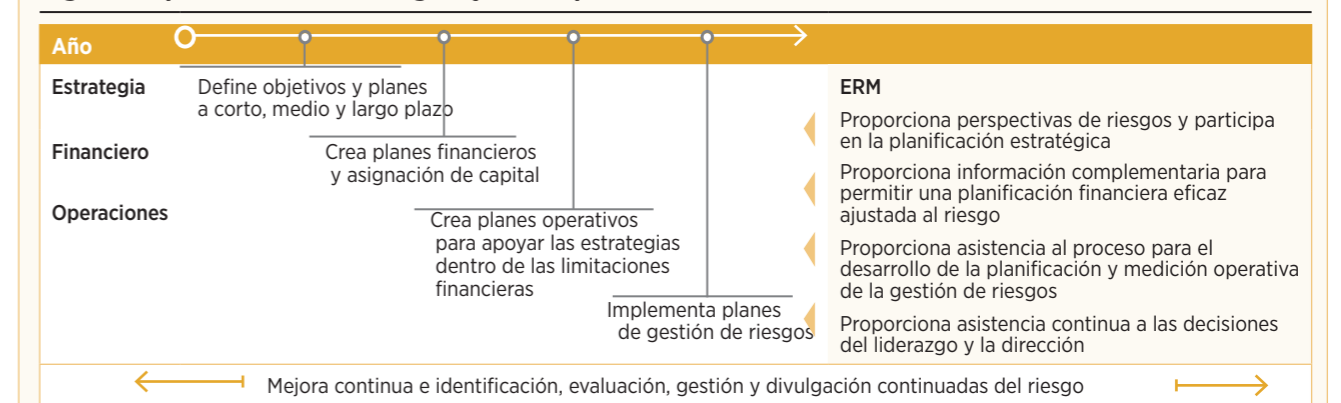 Año
Estrategia
Define objetivos y planes
a corto, medio y largo plazo
Financiero
Crea planes financieros
y asignación de capital
Operaciones
Crea planes operativos
para apoyar las estrategias
dentro de las limitaciones
financieras
Implementa planes
de gestión de riesgos
ERM
Proporciona perspectivas de riesgos y participa
en la planificación estratégica
Proporciona información complementaria para
permitir una planificación financiera eficaz
ajustada al riesgo
Proporciona asistencia al proceso para el
desarrollo de la planificación y medición operativa
de la gestión de riesgos
Proporciona asistencia continua a las decisiones
del liderazgo y la dirección
Mejora continua e identificación, evaluación, gestión y divulgación continuadas del riesgo